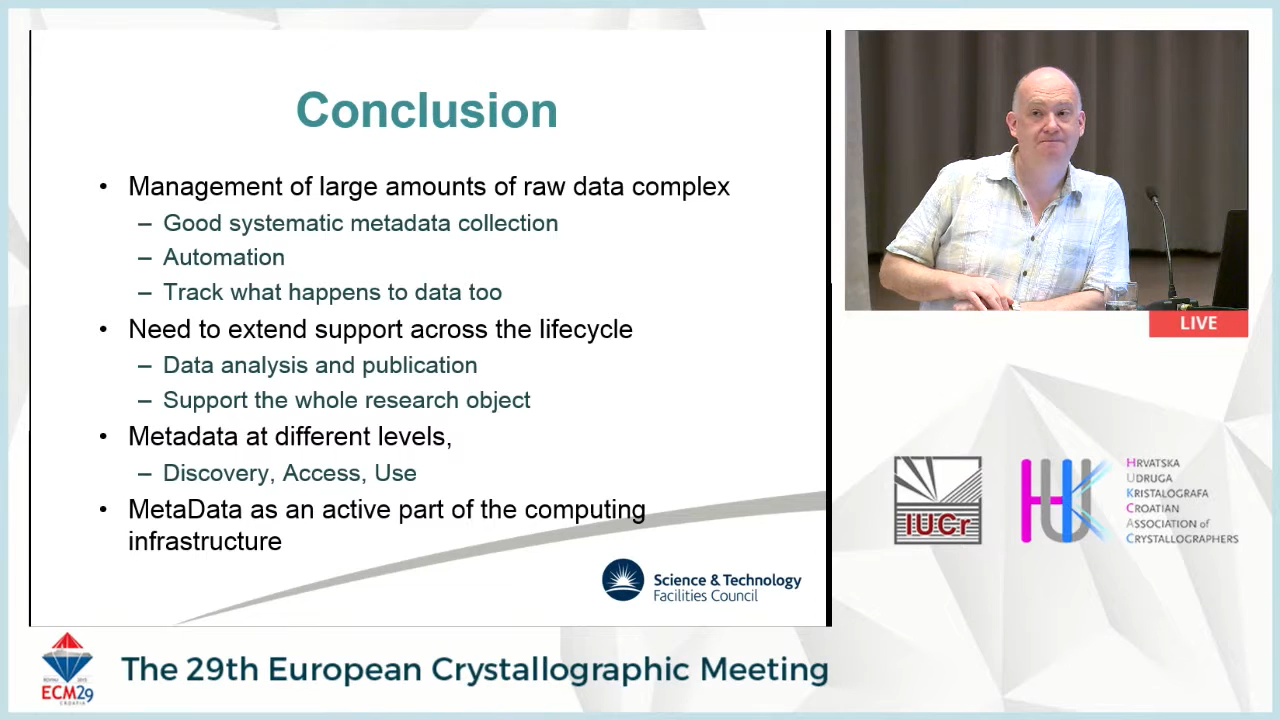 Conclusion
• Management of large amounts of raw data complex
– Good systematic metadata collection
– Automation
– Track what happens to data too
• Need to extend support across the lifecycle
– Data analysis and publication
– Support the whole research object
• Metadata at different levels,
– Discovery, Access, Use
• MetaData as an active part of the computing
infrastructure
Science & Technology
Facilities Council
LIVE
IUCr
HUK
HRVATSKA
UDRUGA
KRISTALOGRAFA
CROATIAN
ASSOCIATION of
CRYSTALLOGRAPHERS
ECM29
CROATIA
The 29th European Crystallographic Meeting